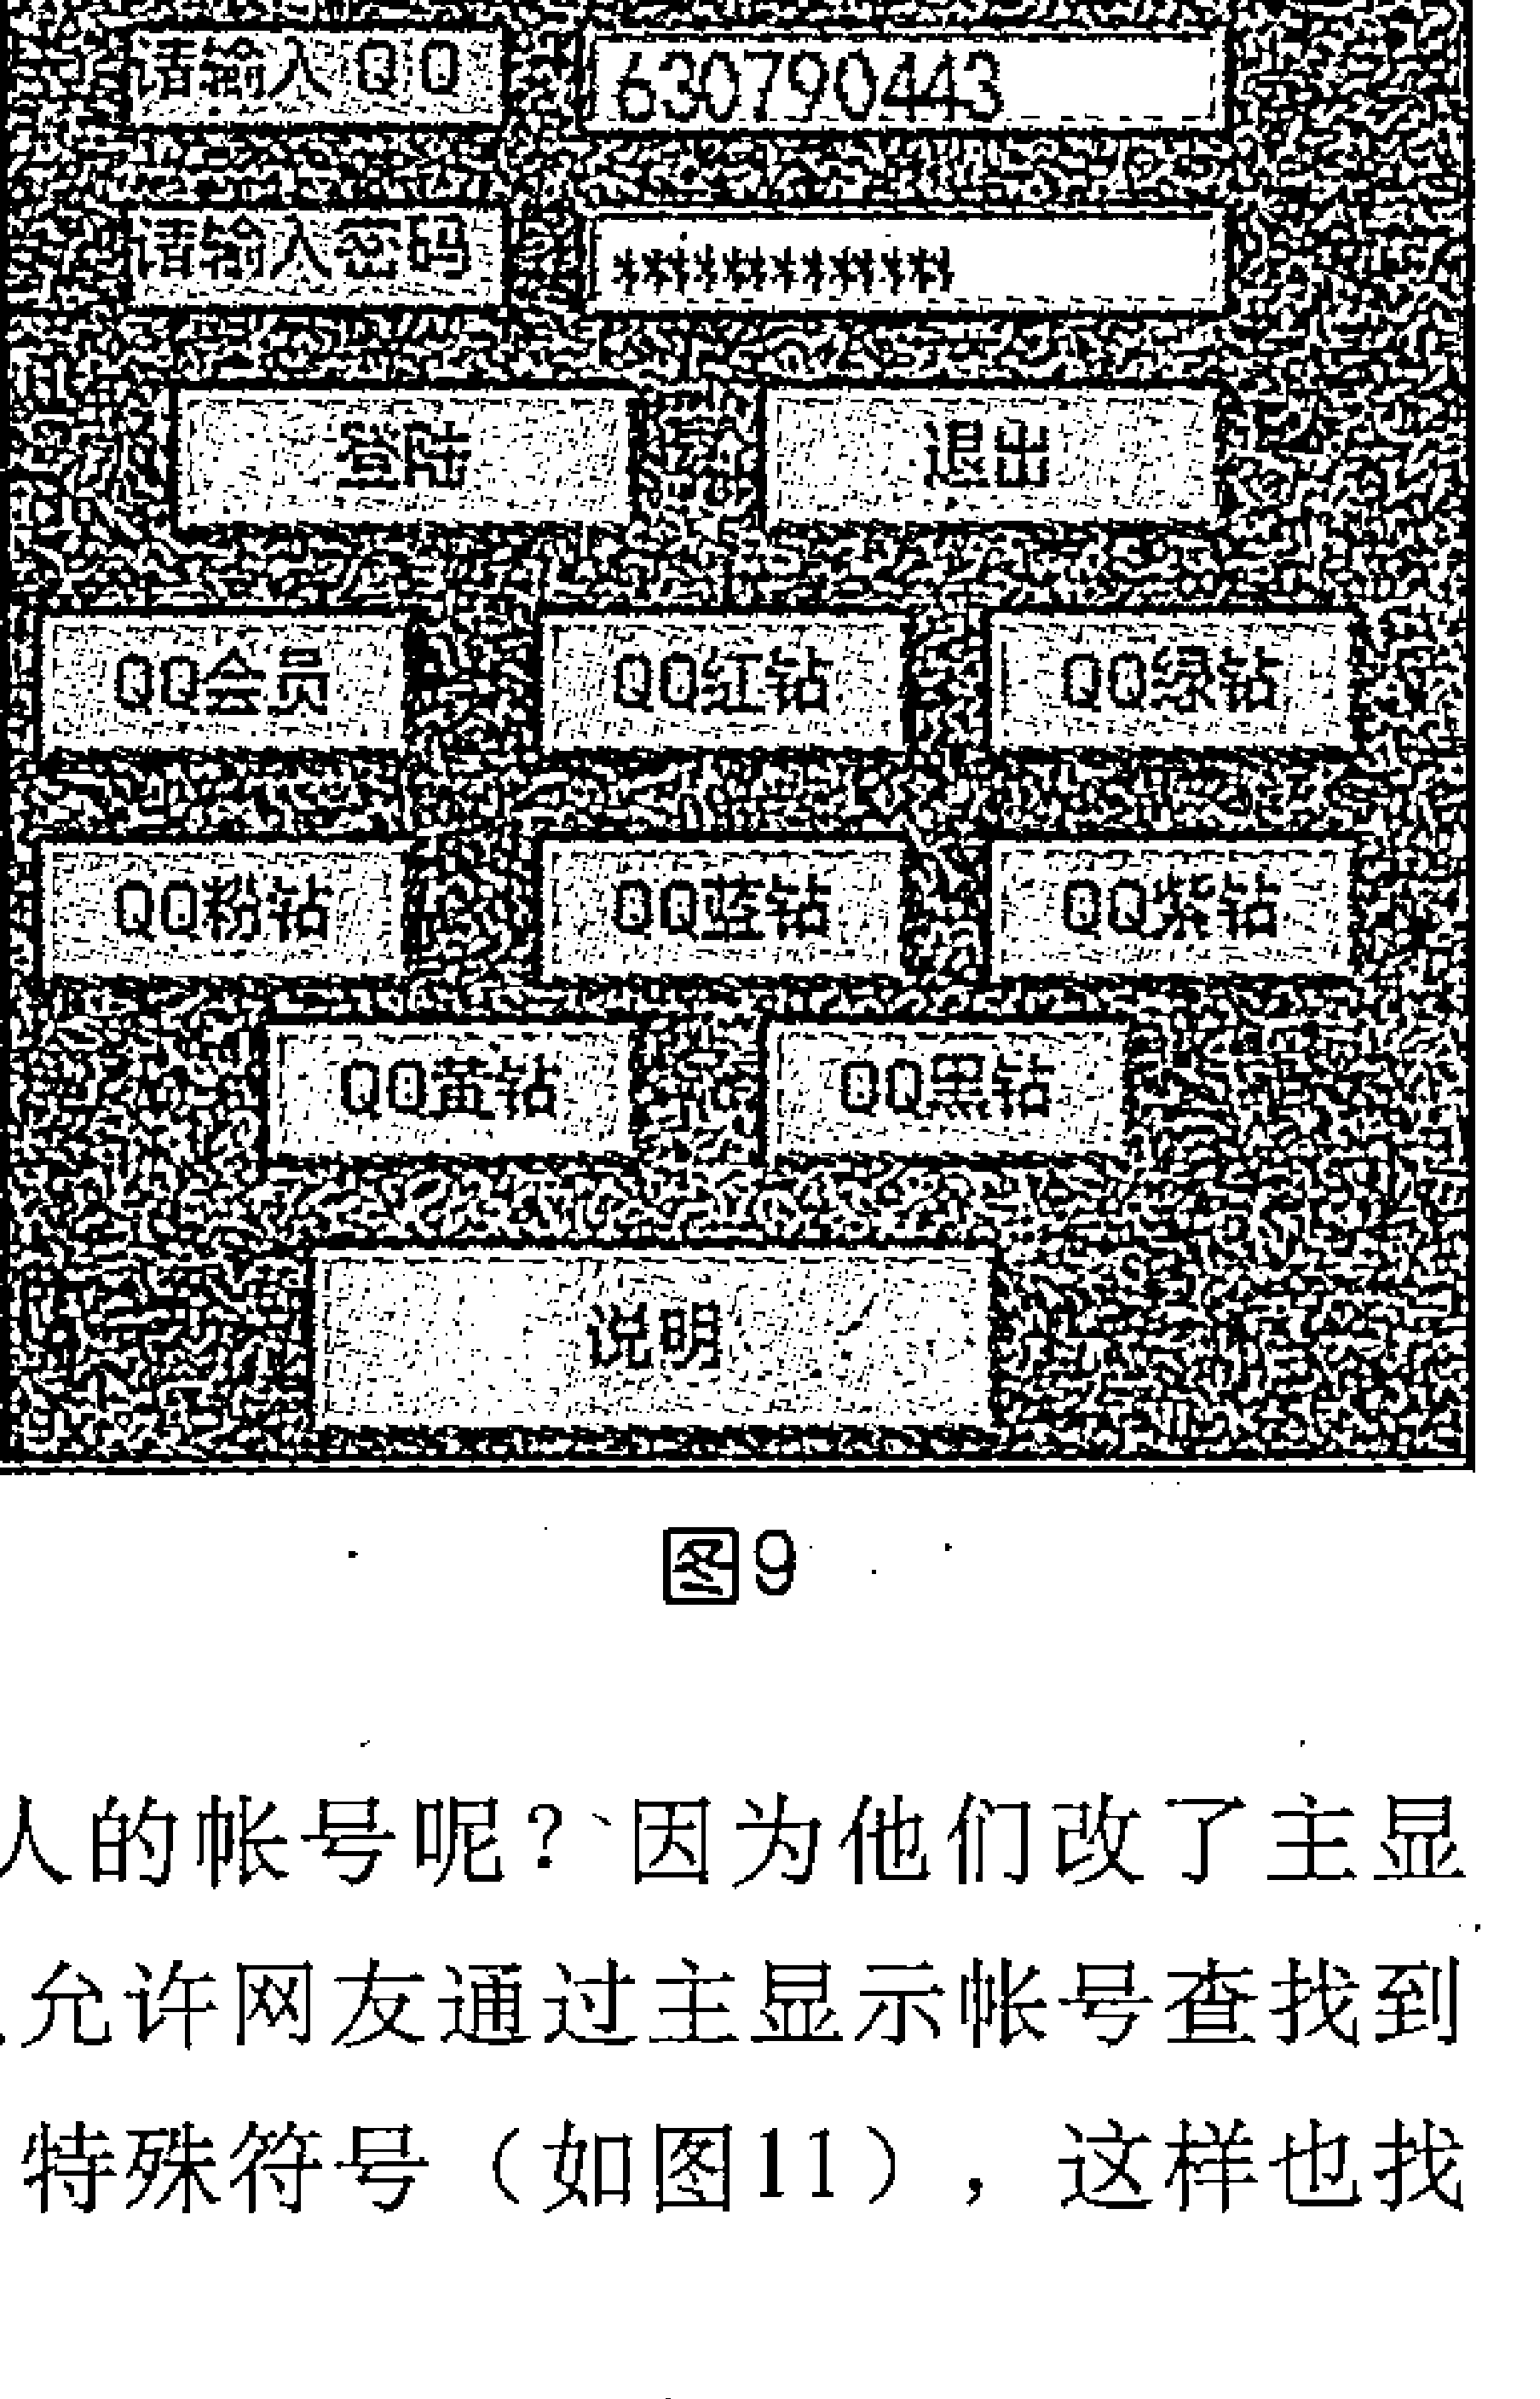 请输入QQ 630790443
请输入密码 ************
登陆 退出
QQ会员 QQ红钻 QQ绿钻
QQ粉钻 QQ蓝钻 QQ紫钻
QQ黄钻 QQ黑钻
说明
图9
人的帐号呢？因为他们改了主显
允许网友通过主显示帐号查找到
特殊符号（如图11），这样也找